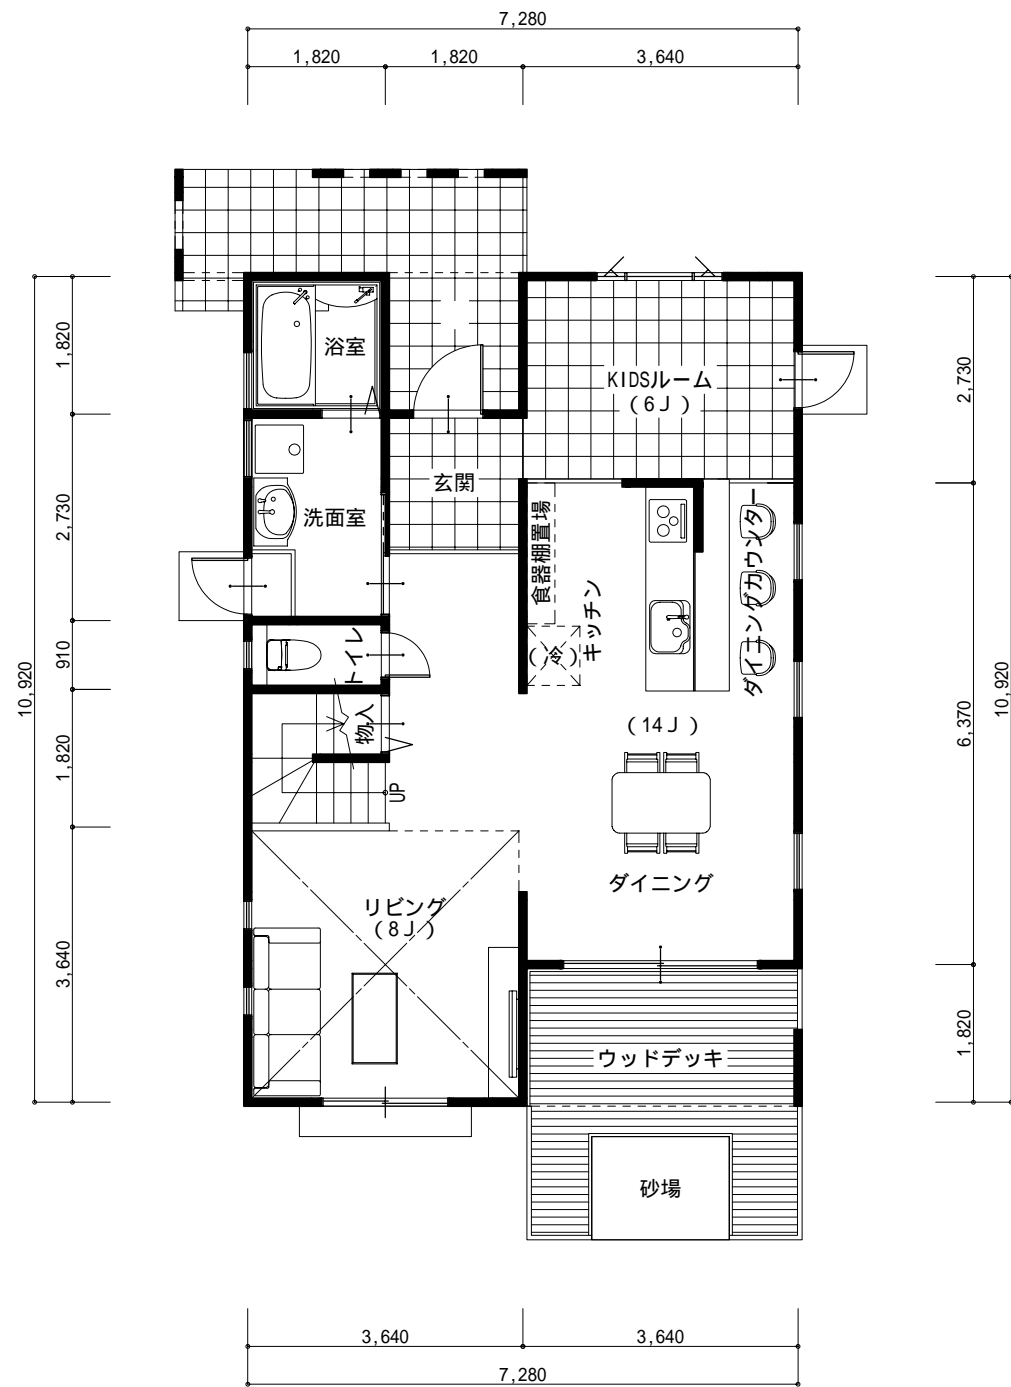 7,280
1,820
1,820
3,640
10,920
1,820
2,730
910
1,820
3,640
2,730
6,370
1,820
10,920
浴室
KIDSルーム
(6J)
玄関
洗面室
食器棚置場
キッチン
(冷)
ダイニングカウンター
トイレ
物入
UP
(14J)
ダイニング
リビング
(8J)
ウッドデッキ
砂場
3,640
3,640
7,280